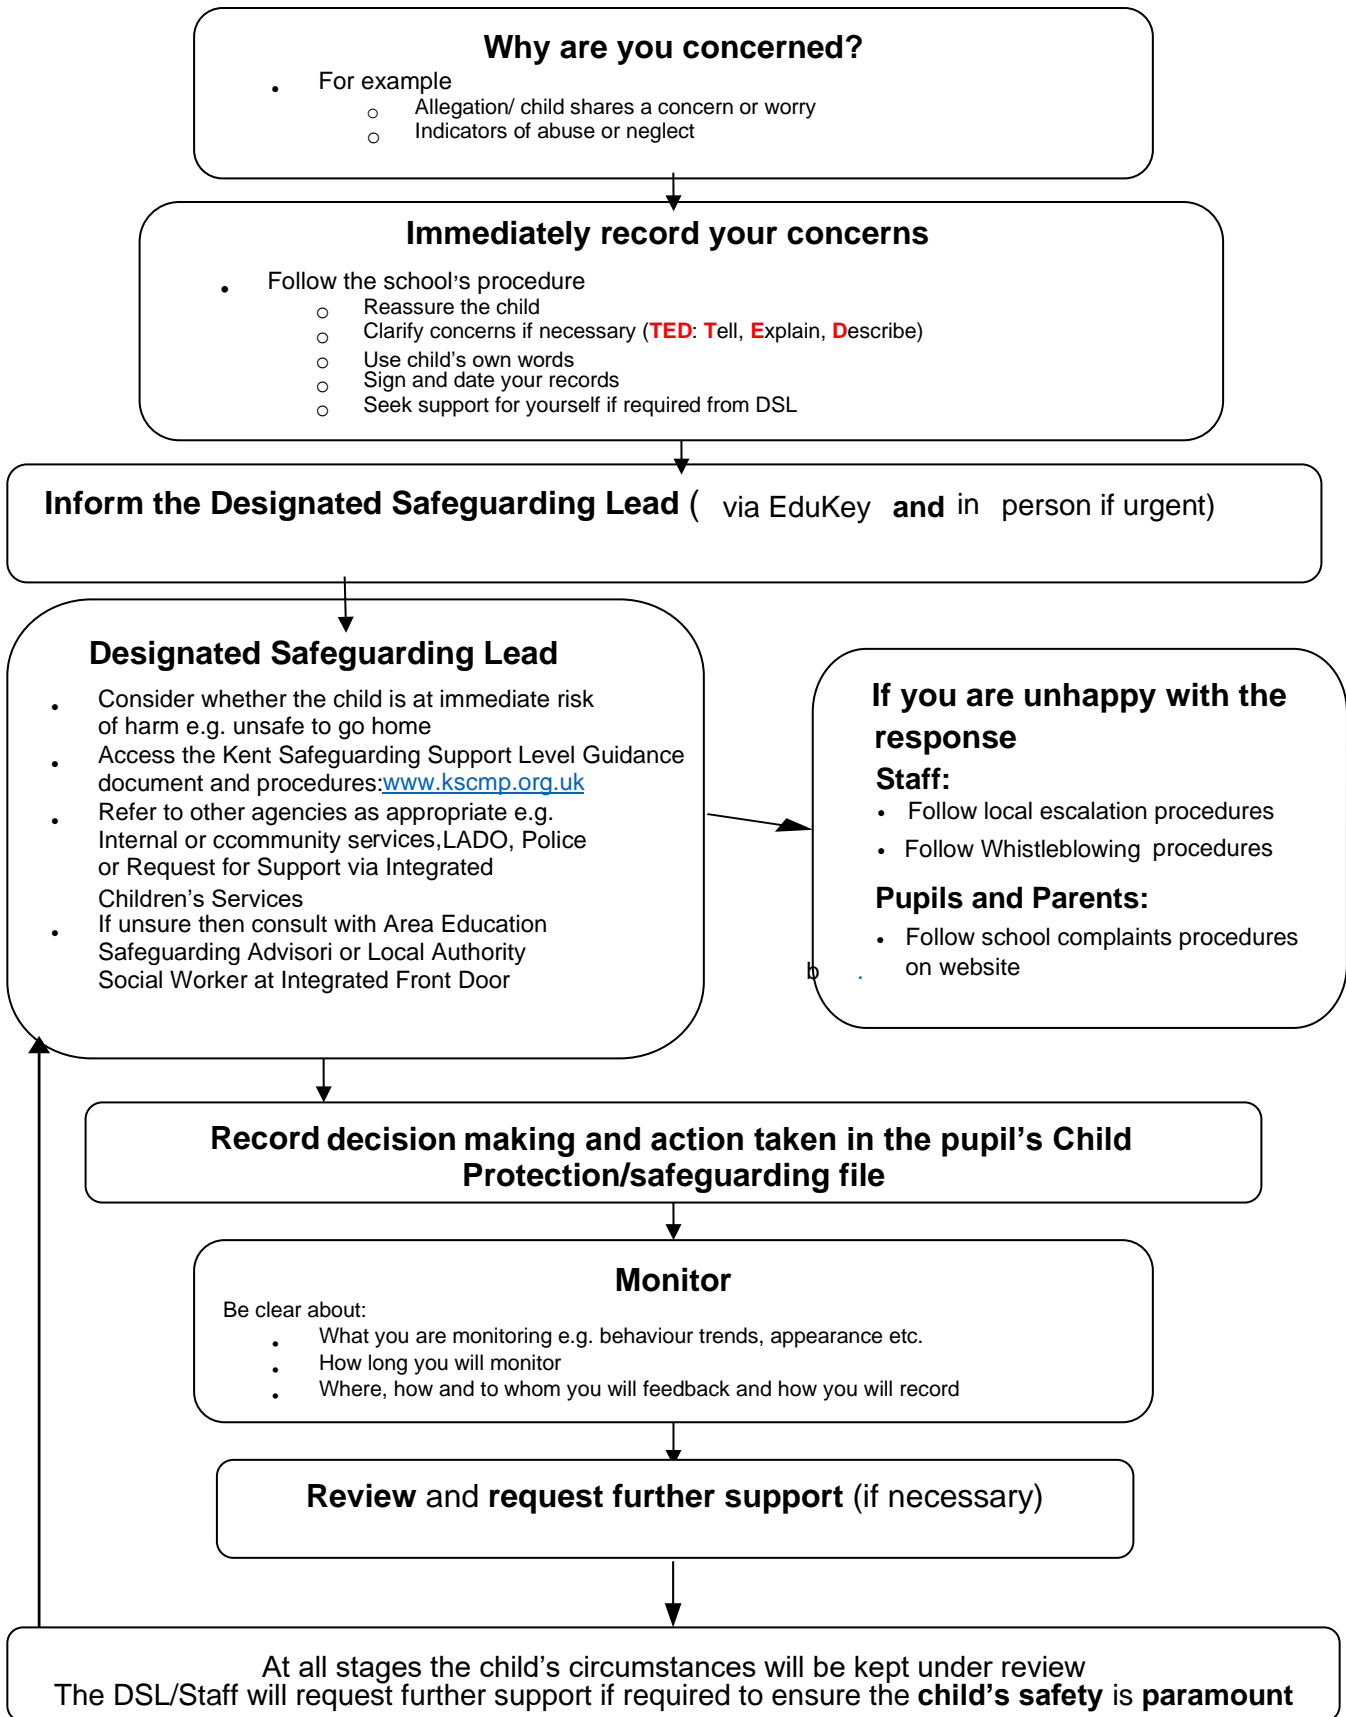 Why are you concerned?
• For example
o Allegation/ child shares a concern or worry
o Indicators of abuse or neglect
Immediately record your concerns
• Follow the school's procedure
o Reassure the child
o Clarify concerns if necessary (TED: Tell, Explain, Describe)
o Use child's own words
o Sign and date your records
o Seek support for yourself if required from DSL
Inform the Designated Safeguarding Lead ( via EduKey and in person if urgent)
Designated Safeguarding Lead
• Consider whether the child is at immediate risk
of harm e.g. unsafe to go home
• Access the Kent Safeguarding Support Level Guidance
document and procedures:www.kscmp.org.uk
• Refer to other agencies as appropriate e.g.
Internal or ccommunity services,LADO, Police
or Request for Support via Integrated
Children's Services
• If unsure then consult with Area Education
Safeguarding Advisori or Local Authority
Social Worker at Integrated Front Door
If you are unhappy with the
response
Staff:
• Follow local escalation procedures
• Follow Whistleblowing procedures
Pupils and Parents:
• Follow school complaints procedures
on website
b .
Record decision making and action taken in the pupil's Child
Protection/safeguarding file
Monitor
Be clear about:
• What you are monitoring e.g. behaviour trends, appearance etc.
• How long you will monitor
• Where, how and to whom you will feedback and how you will record
Review and request further support (if necessary)
At all stages the child's circumstances will be kept under review
The DSL/Staff will request further support if required to ensure the child's safety is paramount